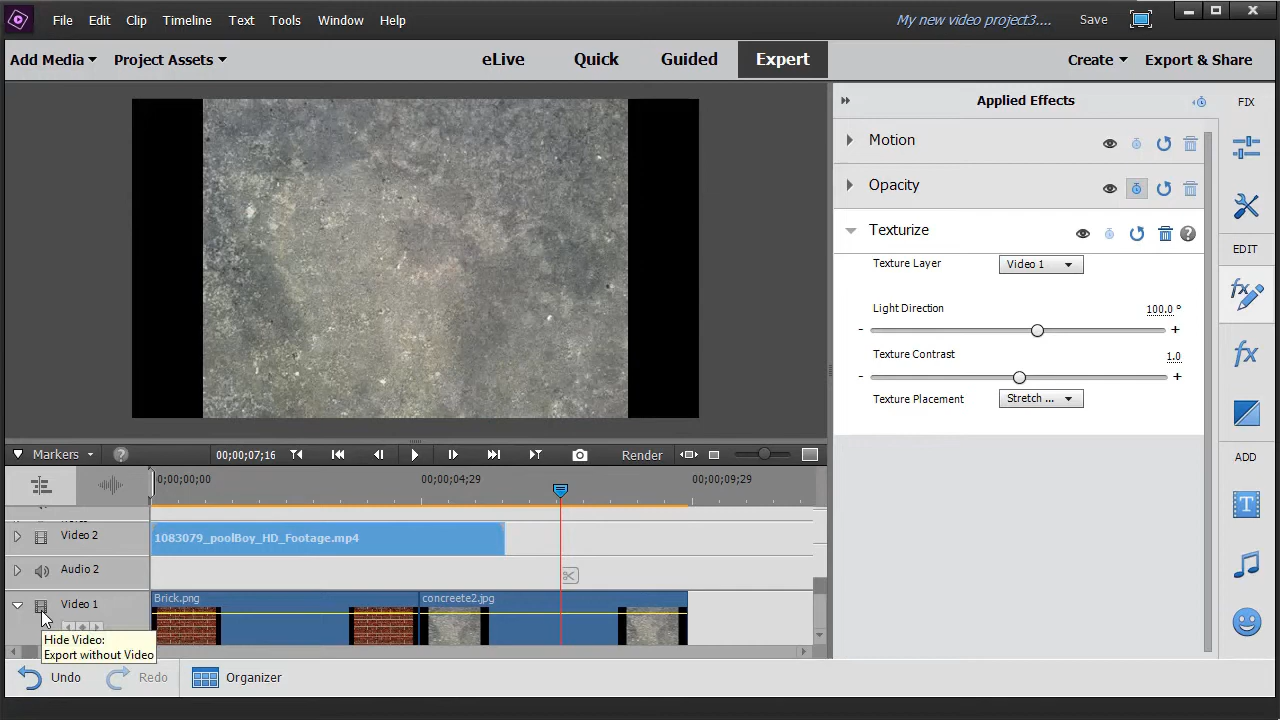 File Edit Clip Timeline Text Tools Window Help My new video project3.... Save
Add Media Project Assets eLive Quick Guided Expert Create Export & Share
Applied Effects FIX
Motion
Opacity
Texturize
EDIT
Texture Layer Video 1
Light Direction 100.0 °
- +
Texture Contrast 1.0
- +
Texture Placement Stretch ...
ADD
Markers 00;00;07;16 Render
0;00;00;00 00;00;04;29 00;00;09;29
Video 2 1083079_poolBoy_HD_Footage.mp4
Audio 2
Video 1 Brick.png concreete2.jpg
Hide Video:
Export without Video
Undo Redo Organizer